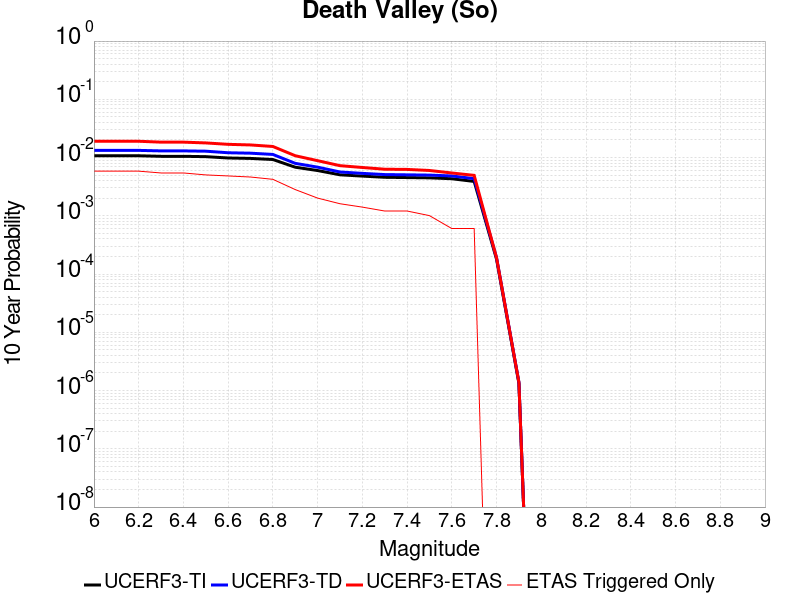 Death Valley (So)
10^0
10^-1
10^-2
10^-3
10^-4
10^-5
10^-6
10^-7
10^-8
10 Year Probability
6 6.2 6.4 6.6 6.8 7 7.2 7.4 7.6 7.8 8 8.2 8.4 8.6 8.8 9
Magnitude
UCERF3-TI UCERF3-TD UCERF3-ETAS ETAS Triggered Only